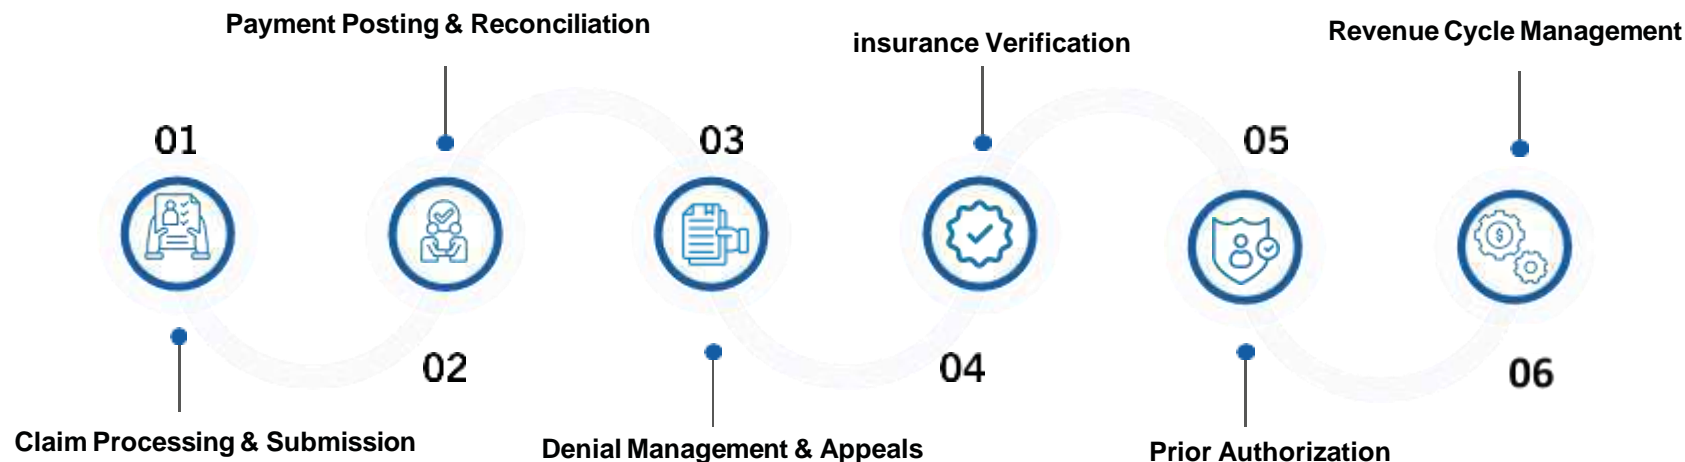 Payment Posting & Reconciliation
insurance Verification
Revenue Cycle Management
01
03
05
02
04
06
Claim Processing & Submission
Denial Management & Appeals
Prior Authorization